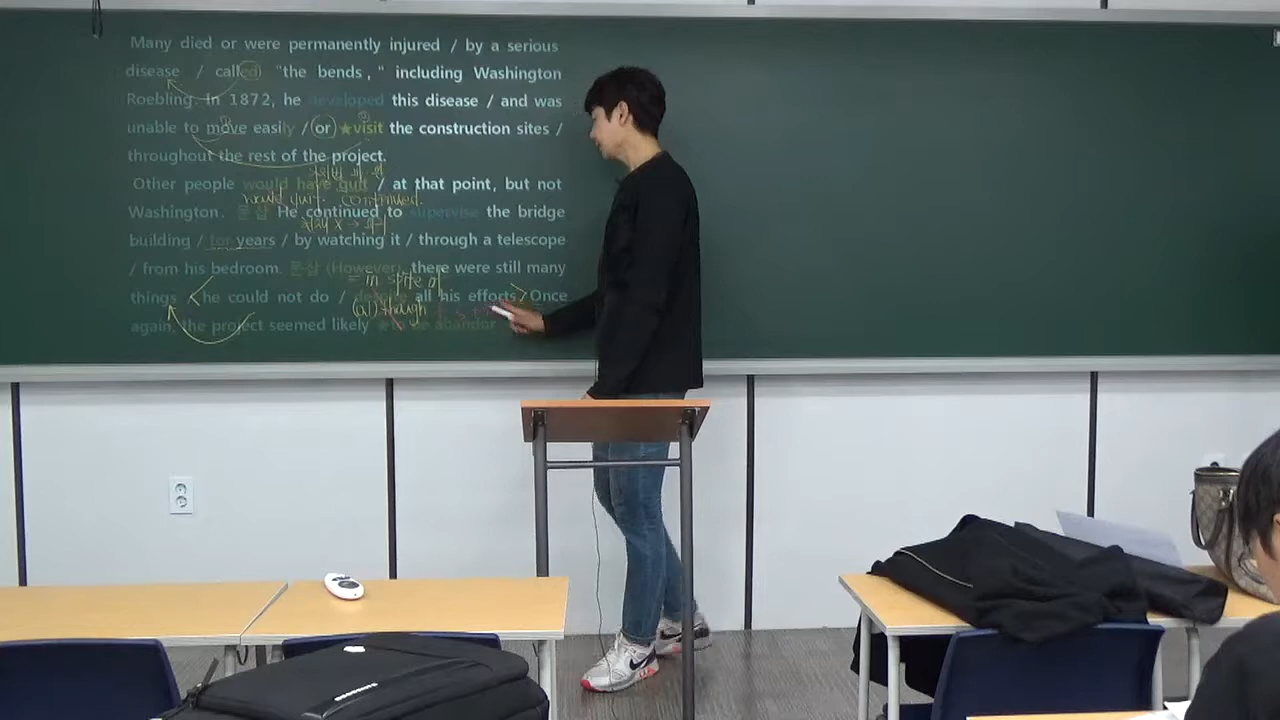 Many died or were permanently injured / by a serious
disease / called "the bends," including Washington
Roebling. In 1872, he developed this disease / and was
unable to move easily / (or) ★visit the construction sites /
throughout the rest of the project.
Other people would have quit / at that point, but not
would quit. continued.
Washington. 문삽 He continued to supervise the bridge
building / for years / by watching it / through a telescope
/ from his bedroom. 문삽 (However), there were still many
= in spite of
things <he could not do / all his efforts> Once
(al)though
again, the project seemed likely ★to be abandon